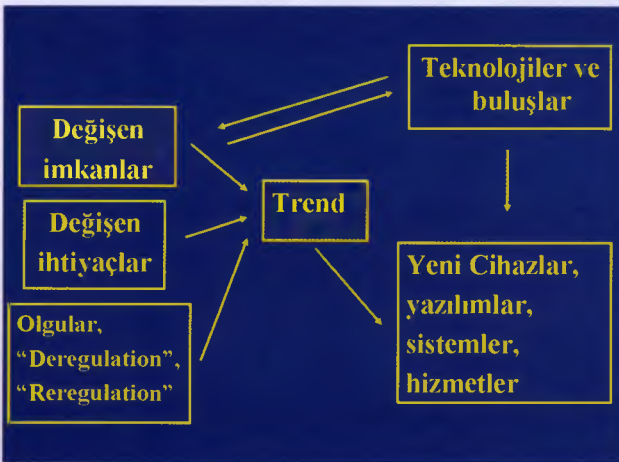 Teknolojiler ve
buluşlar
Değişen
imkanlar
Trend
Değişen
ihtiyaçlar
Yeni Cihazlar,
yazılımlar,
sistemler,
hizmetler
Olgular,
“Deregulation”,
“Reregulation”